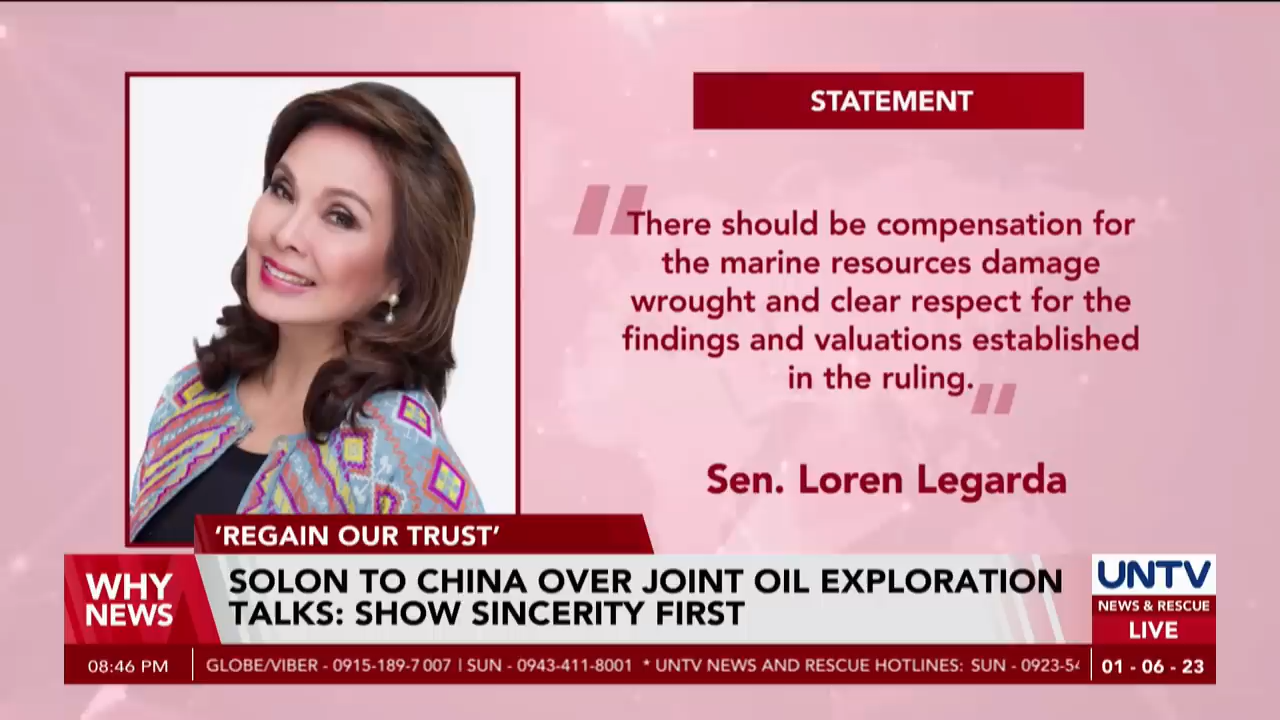 STATEMENT
“There should be compensation for
the marine resources damage
wrought and clear respect for the
findings and valuations established
in the ruling.”
Sen. Loren Legarda
‘REGAIN OUR TRUST’
WHY
NEWS
SOLON TO CHINA OVER JOINT OIL EXPLORATION
TALKS: SHOW SINCERITY FIRST
UNTV
NEWS & RESCUE
LIVE
08:46 PM
GLOBE/VIBER - 0915-189-7007 | SUN - 0943-411-8001 * UNTV NEWS AND RESCUE HOTLINES: SUN - 0923-5
01 - 06 - 23